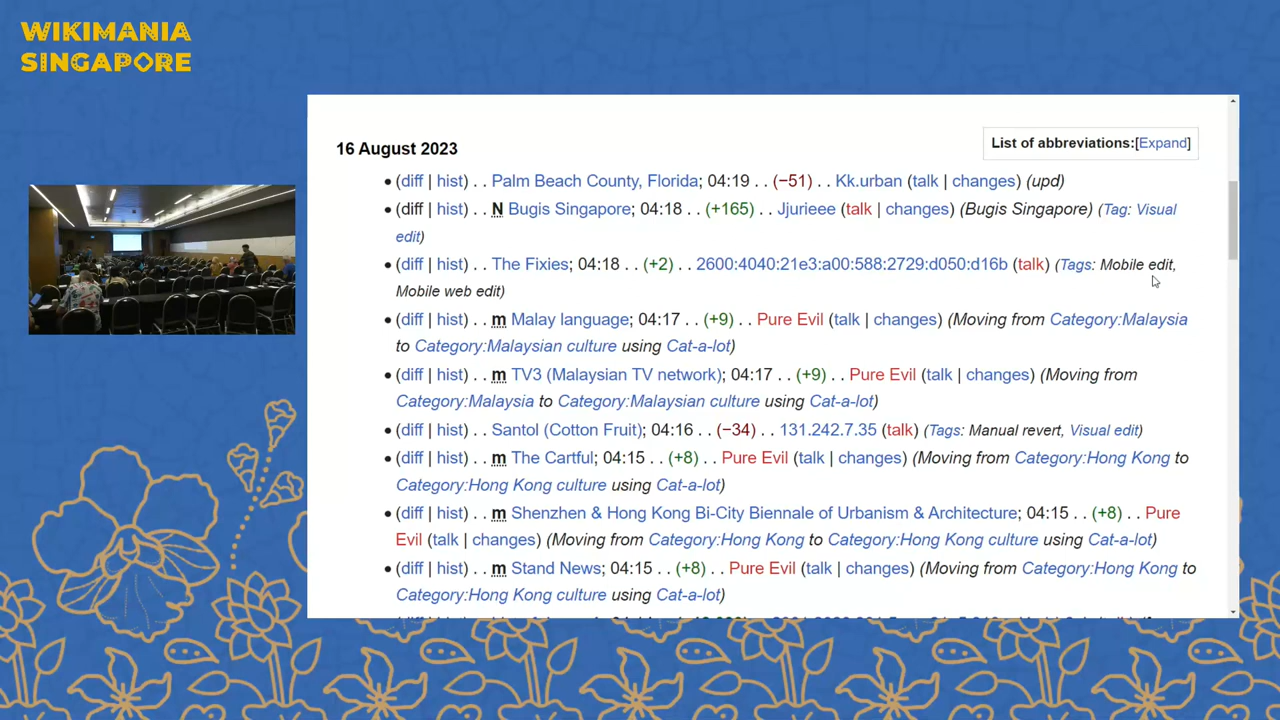 WIKIMANIA
SINGAPORE
List of abbreviations:[Expand]
16 August 2023
(diff | hist) . . Palm Beach County, Florida; 04:19 . . (−51) . . Kk.urban (talk | changes) (upd)
(diff | hist) . . N Bugis Singapore; 04:18 . . (+165) . . Jjurieee (talk | changes) (Bugis Singapore) (Tag: Visual
edit)
(diff | hist) . . The Fixies; 04:18 . . (+2) . . 2600:4040:21e3:a00:588:2729:d050:d16b (talk) (Tags: Mobile edit,
Mobile web edit)
(diff | hist) . . m Malay language; 04:17 . . (+9) . . Pure Evil (talk | changes) (Moving from Category:Malaysia
to Category:Malaysian culture using Cat-a-lot)
(diff | hist) . . m TV3 (Malaysian TV network); 04:17 . . (+9) . . Pure Evil (talk | changes) (Moving from
Category:Malaysia to Category:Malaysian culture using Cat-a-lot)
(diff | hist) . . Santol (Cotton Fruit); 04:16 . . (−34) . . 131.242.7.35 (talk) (Tags: Manual revert, Visual edit)
(diff | hist) . . m The Cartful; 04:15 . . (+8) . . Pure Evil (talk | changes) (Moving from Category:Hong Kong to
Category:Hong Kong culture using Cat-a-lot)
(diff | hist) . . m Shenzhen & Hong Kong Bi-City Biennale of Urbanism & Architecture; 04:15 . . (+8) . . Pure
Evil (talk | changes) (Moving from Category:Hong Kong to Category:Hong Kong culture using Cat-a-lot)
(diff | hist) . . m Stand News; 04:15 . . (+8) . . Pure Evil (talk | changes) (Moving from Category:Hong Kong to
Category:Hong Kong culture using Cat-a-lot)